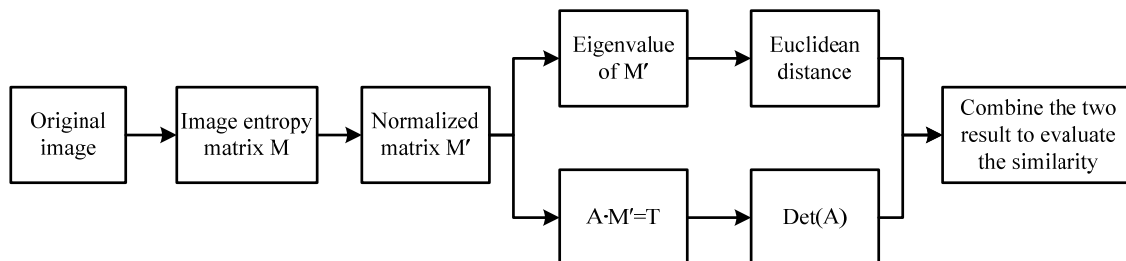 Original
image
Image entropy
matrix M
Normalized
matrix M′
Eigenvalue
of M′
Euclidean
distance
A·M′=T
Det(A)
Combine the two
result to evaluate
the similarity